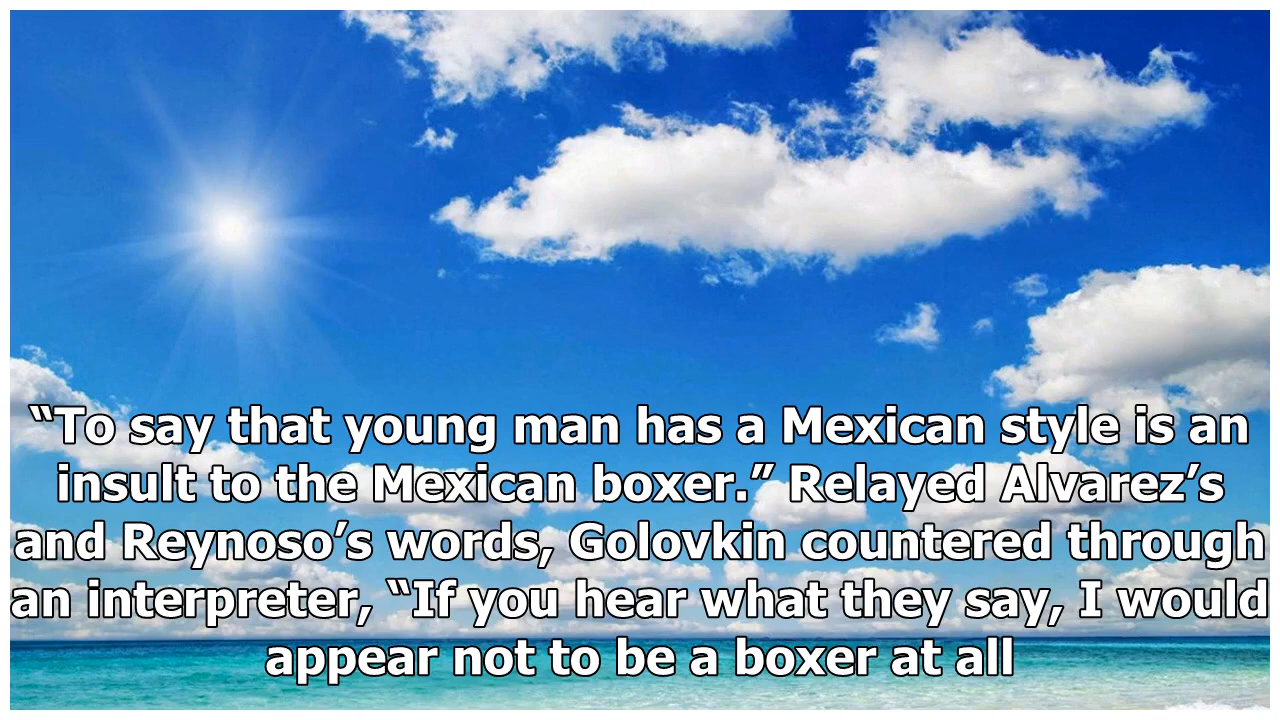 “To say that young man has a Mexican style is an
insult to the Mexican boxer.” Relayed Alvarez’s
and Reynoso’s words, Golovkin countered through
an interpreter, “If you hear what they say, I would
appear not to be a boxer at all